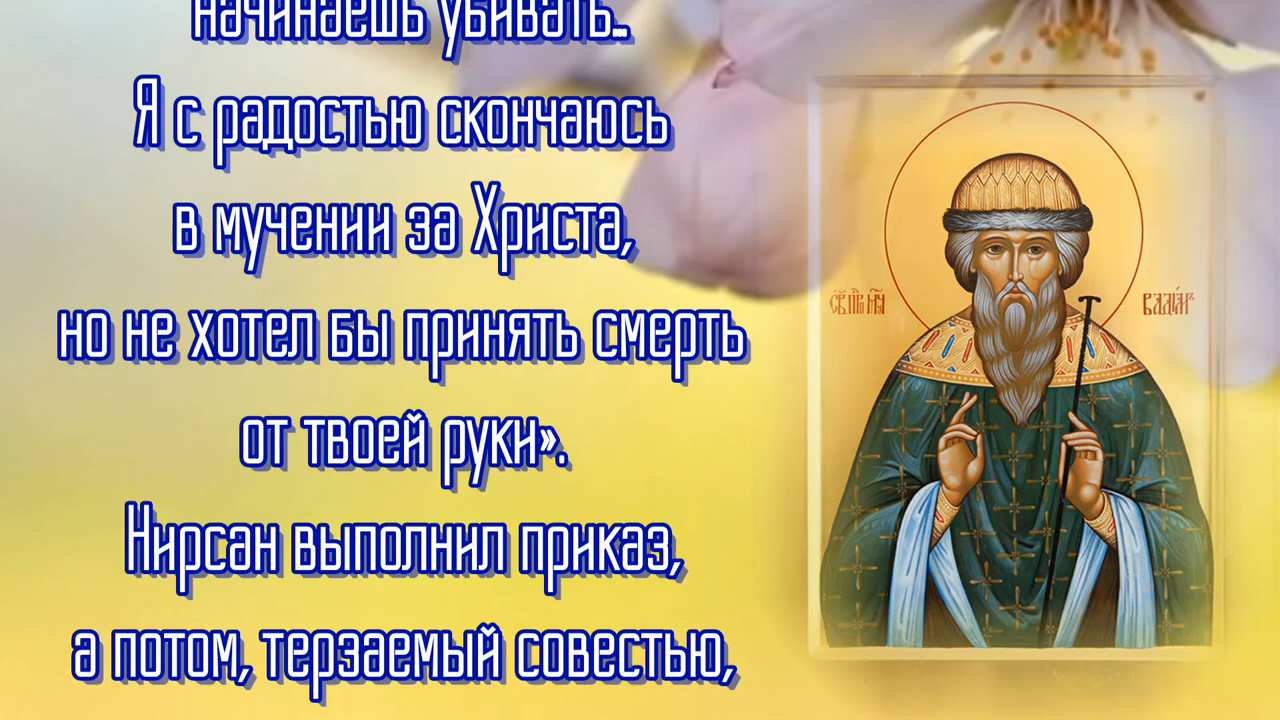 начинаешь убивать...
Я с радостью скончаюсь
в мучении за Христа,
но не хотел бы принять смерть
от твоей руки».
Нирсан выполнил приказ,
а потом, терзаемый совестью,